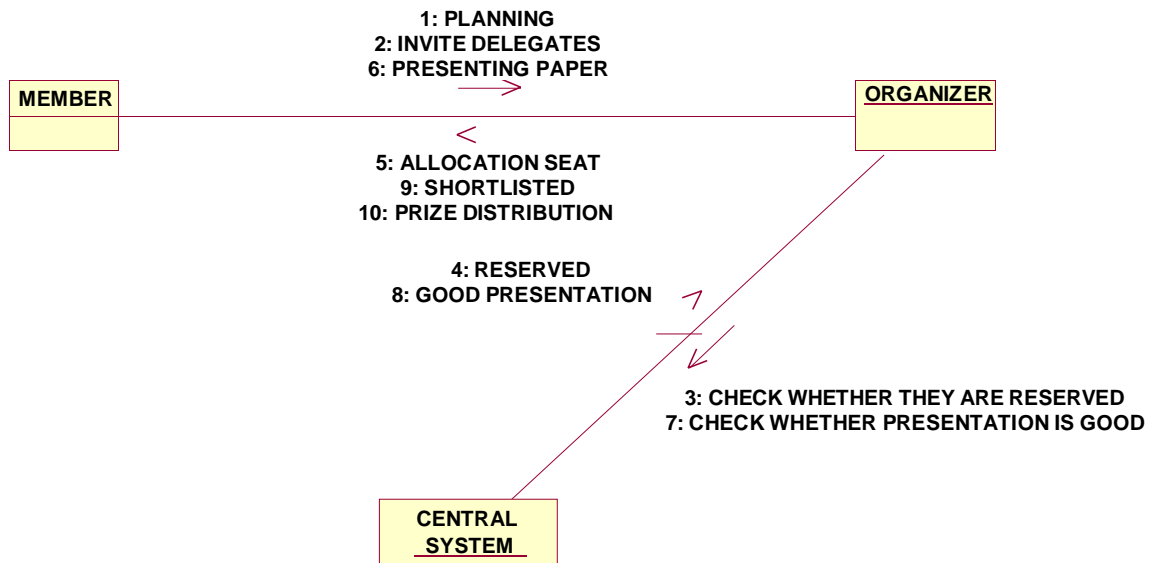 1: PLANNING
2: INVITE DELEGATES
6: PRESENTING PAPER
MEMBER
ORGANIZER
5: ALLOCATION SEAT
9: SHORTLISTED
10: PRIZE DISTRIBUTION
4: RESERVED
8: GOOD PRESENTATION
3: CHECK WHETHER THEY ARE RESERVED
7: CHECK WHETHER PRESENTATION IS GOOD
CENTRAL
SYSTEM